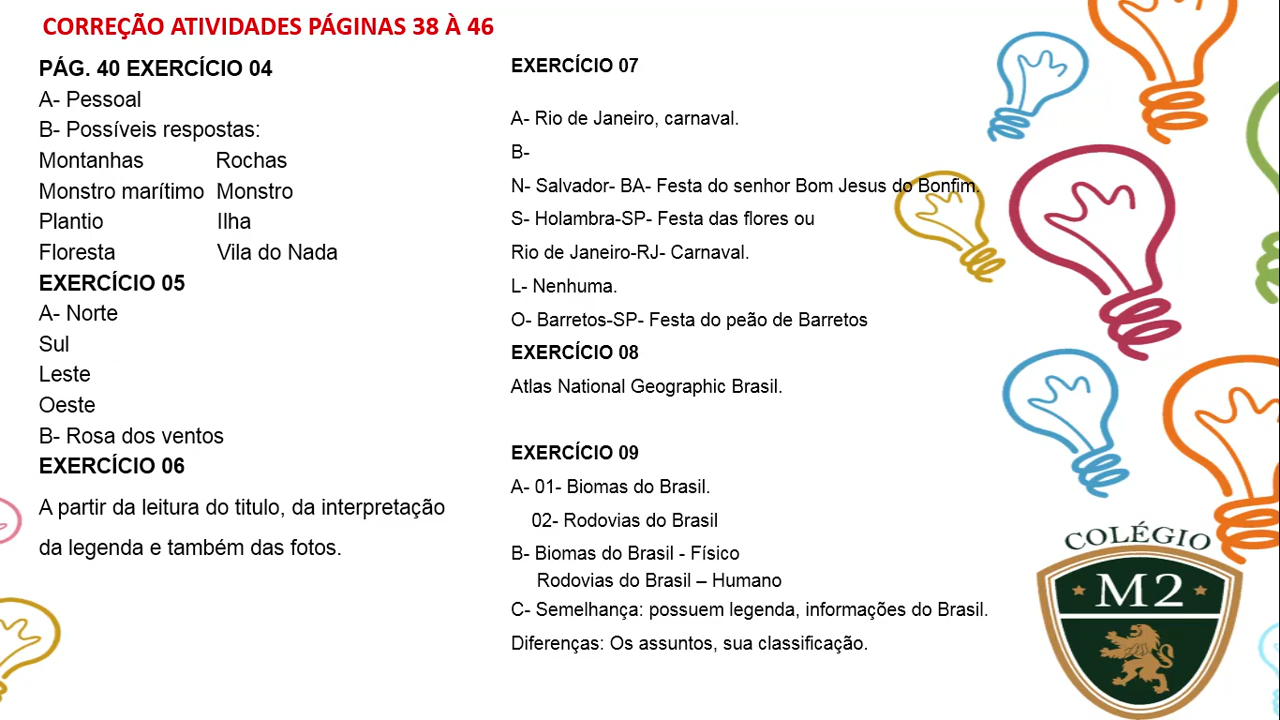 CORREÇÃO ATIVIDADES PÁGINAS 38 À 46
PÁG. 40 EXERCÍCIO 04
A- Pessoal
B- Possíveis respostas:
Montanhas Rochas
Monstro marítimo Monstro
Plantio Ilha
Floresta Vila do Nada
EXERCÍCIO 05
A- Norte
Sul
Leste
Oeste
B- Rosa dos ventos
EXERCÍCIO 06
A partir da leitura do titulo, da interpretação
da legenda e também das fotos.
EXERCÍCIO 07
A- Rio de Janeiro, carnaval.
B-
N- Salvador- BA- Festa do senhor Bom Jesus do Bonfim.
S- Holambra-SP- Festa das flores ou
Rio de Janeiro-RJ- Carnaval.
L- Nenhuma.
O- Barretos-SP- Festa do peão de Barretos
EXERCÍCIO 08
Atlas National Geographic Brasil.
EXERCÍCIO 09
A- 01- Biomas do Brasil.
02- Rodovias do Brasil
B- Biomas do Brasil - Físico
Rodovias do Brasil – Humano
C- Semelhança: possuem legenda, informações do Brasil.
Diferenças: Os assuntos, sua classificação.
COLÉGIO
M2